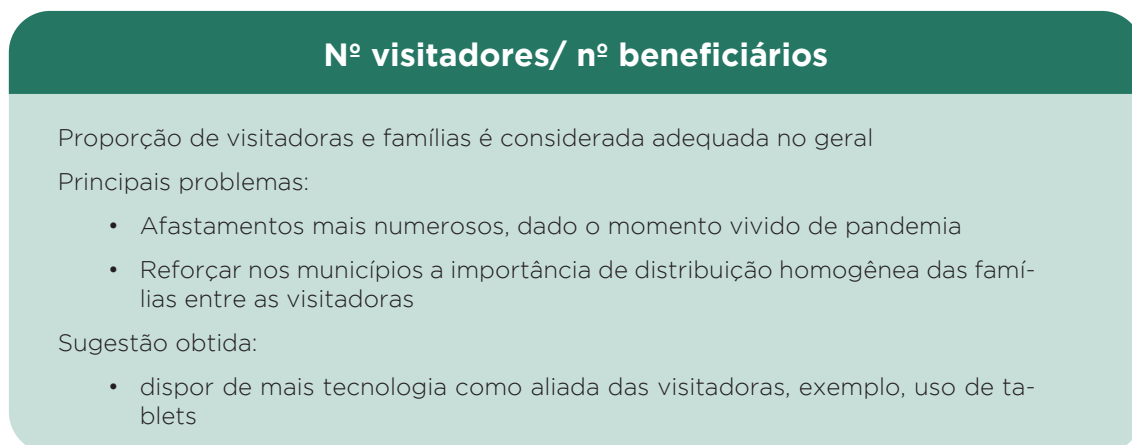 Nº visitadores/ nº beneficiários
Proporção de visitadoras e famílias é considerada adequada no geral
Principais problemas:
• Afastamentos mais numerosos, dado o momento vivido de pandemia
• Reforçar nos municípios a importância de distribuição homogênea das famí-
lias entre as visitadoras
Sugestão obtida:
• dispor de mais tecnologia como aliada das visitadoras, exemplo, uso de ta-
blets